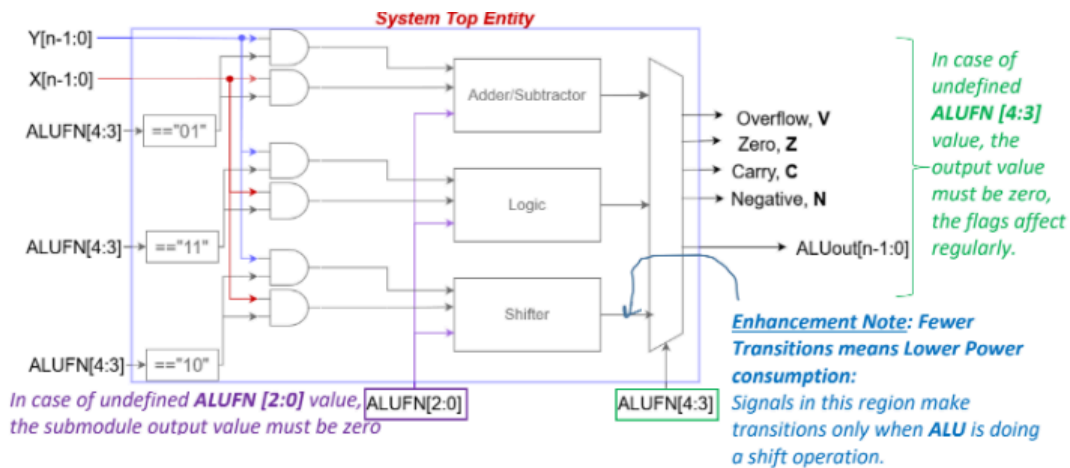 System Top Entity
Y[n-1:0]
X[n-1:0]
ALUFN[4:3]
=="01"
ALUFN[4:3]
=="11"
ALUFN[4:3]
=="10"
Adder/Subtractor
Logic
Shifter
Overflow, V
Zero, Z
Carry, C
Negative, N
ALUout[n-1:0]
In case of
undefined
ALUFN [4:3]
value, the
output value
must be zero,
the flags affect
regularly.
Enhancement Note: Fewer
Transitions means Lower Power
consumption:
Signals in this region make
transitions only when ALU is doing
a shift operation.
In case of undefined ALUFN [2:0] value,
the submodule output value must be zero
ALUFN[2:0]
ALUFN[4:3]